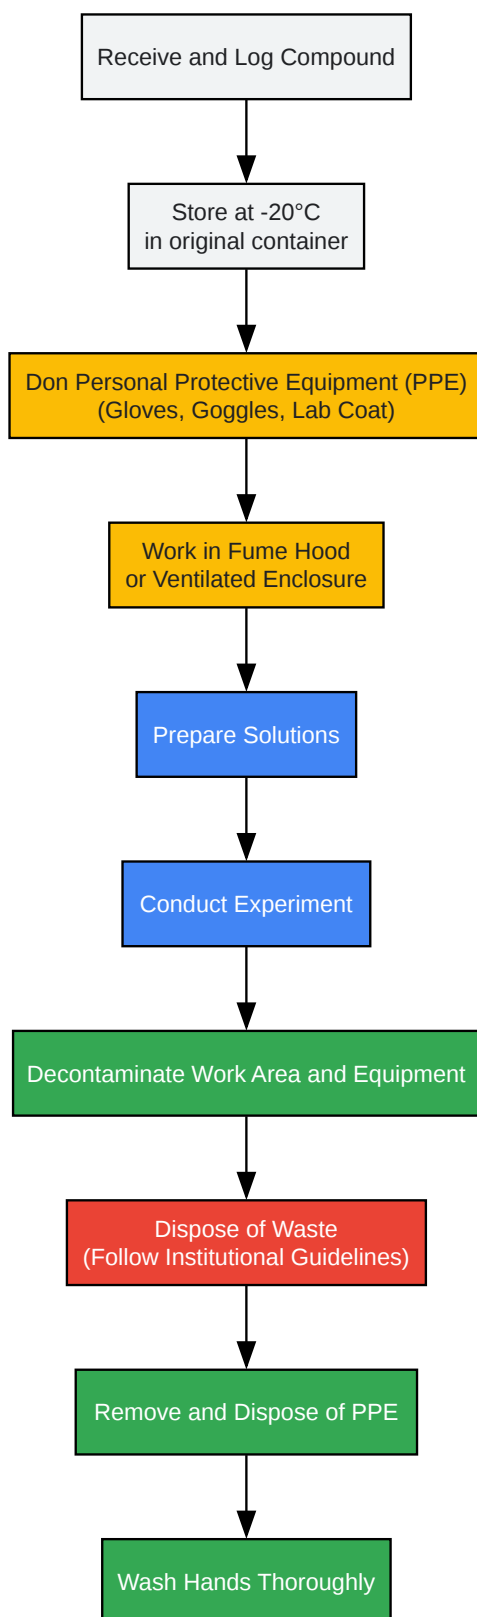 Receive and Log Compound
Store at -20°C
in original container
Don Personal Protective Equipment (PPE)
(Gloves, Goggles, Lab Coat)
Work in Fume Hood
or Ventilated Enclosure
Prepare Solutions
Conduct Experiment
Decontaminate Work Area and Equipment
Dispose of Waste
(Follow Institutional Guidelines)
Remove and Dispose of PPE
Wash Hands Thoroughly